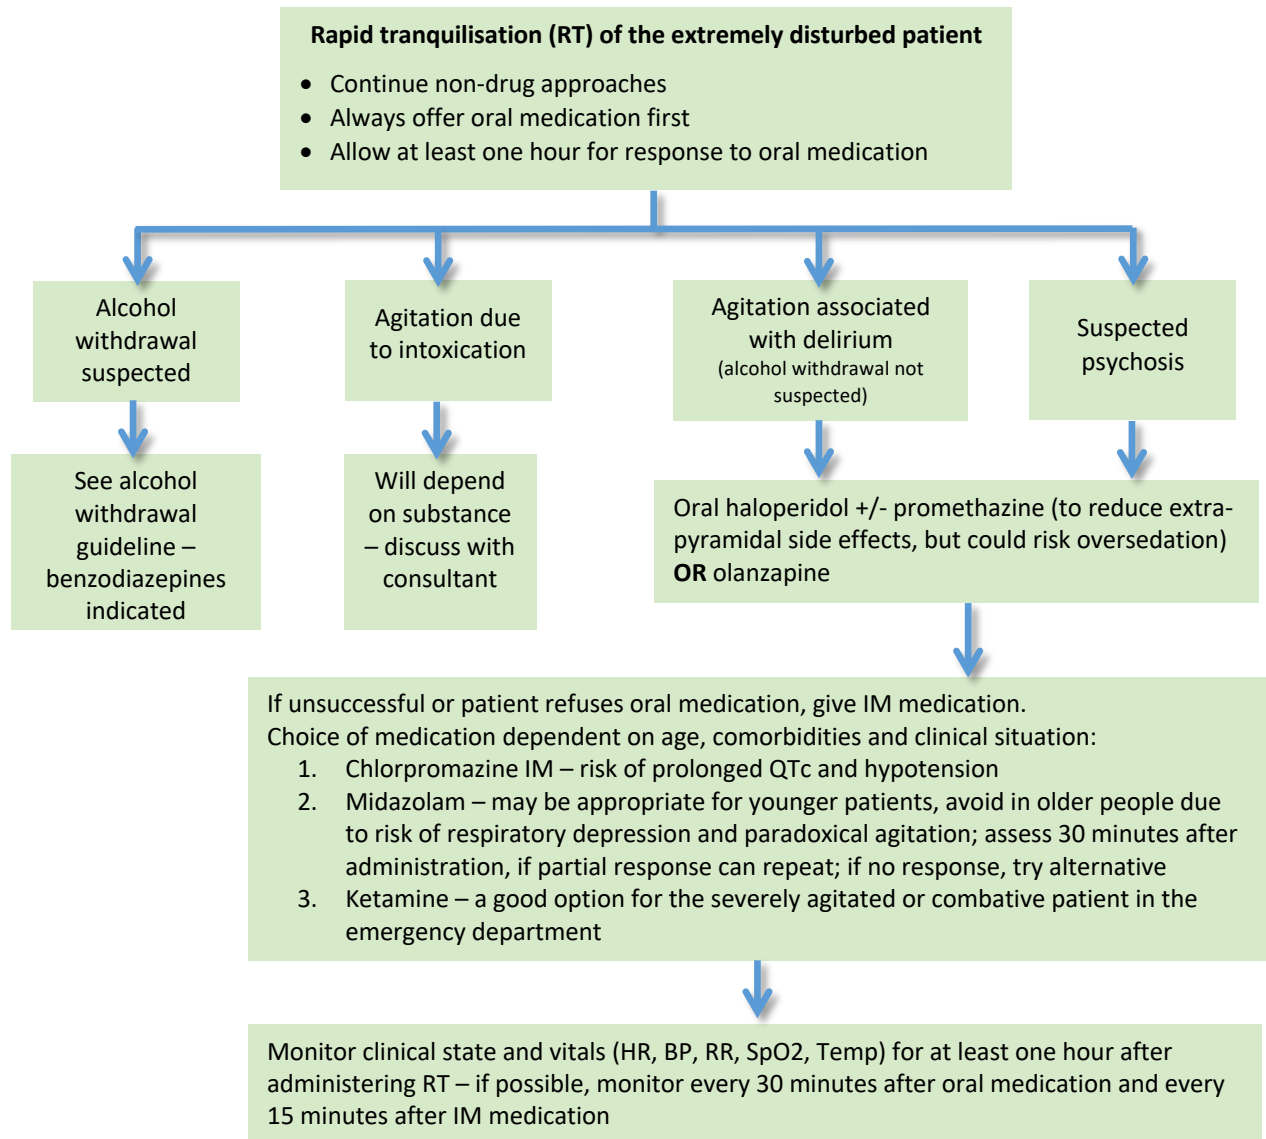 Rapid tranquilisation (RT) of the extremely disturbed patient
• Continue non-drug approaches
• Always offer oral medication first
• Allow at least one hour for response to oral medication
Alcohol
withdrawal
suspected
Agitation due
to intoxication
Agitation associated
with delirium
(alcohol withdrawal not
suspected)
Suspected
psychosis
See alcohol
withdrawal
guideline –
benzodiazepines
indicated
Will depend
on substance
– discuss with
consultant
Oral haloperidol +/- promethazine (to reduce extra-
pyramidal side effects, but could risk oversedation)
OR olanzapine
If unsuccessful or patient refuses oral medication, give IM medication.
Choice of medication dependent on age, comorbidities and clinical situation:
1. Chlorpromazine IM – risk of prolonged QTc and hypotension
2. Midazolam – may be appropriate for younger patients, avoid in older people due
to risk of respiratory depression and paradoxical agitation; assess 30 minutes after
administration, if partial response can repeat; if no response, try alternative
3. Ketamine – a good option for the severely agitated or combative patient in the
emergency department
Monitor clinical state and vitals (HR, BP, RR, SpO2, Temp) for at least one hour after
administering RT – if possible, monitor every 30 minutes after oral medication and every
15 minutes after IM medication